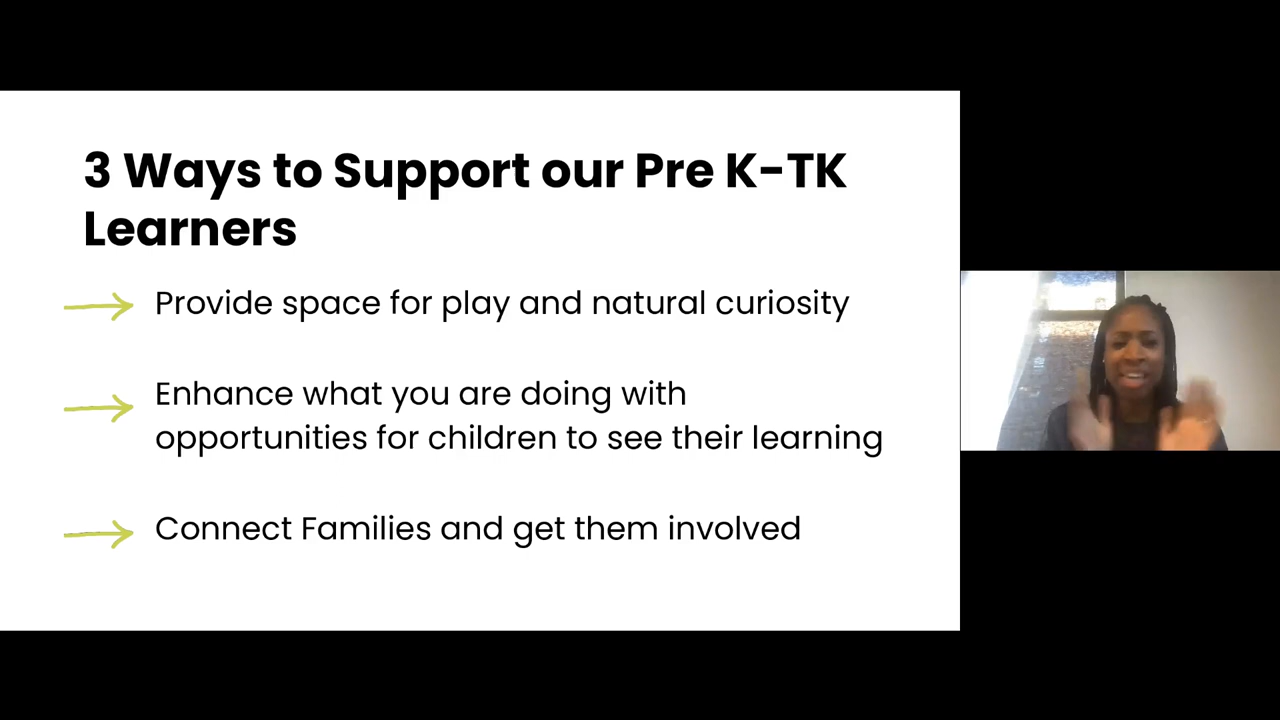 3 Ways to Support our Pre K-TK
Learners
Provide space for play and natural curiosity
Enhance what you are doing with
opportunities for children to see their learning
Connect Families and get them involved